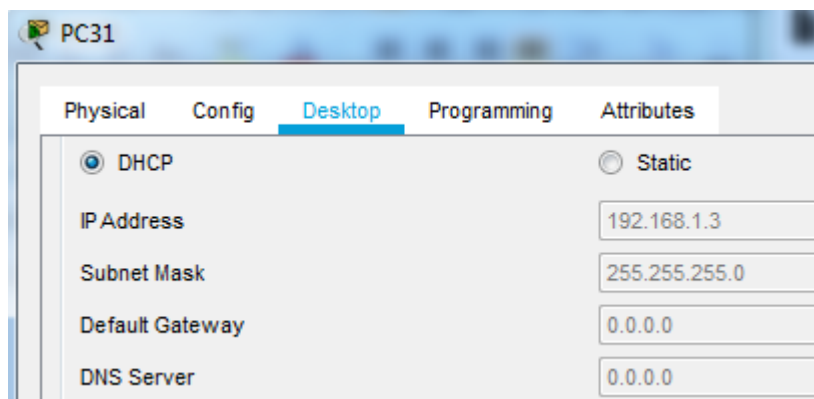 PC31
Physical Config Desktop Programming Attributes
DHCP Static
IP Address 192.168.1.3
Subnet Mask 255.255.255.0
Default Gateway 0.0.0.0
DNS Server 0.0.0.0